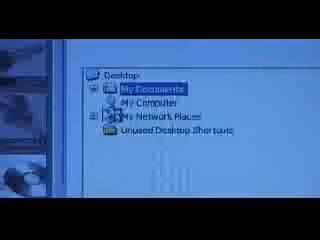 Desktop
My Documents
My Computer
My Network Places
Unused Desktop Shortcuts